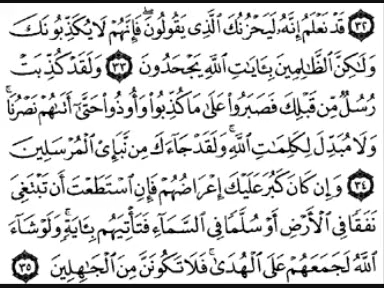 ٣٢ قَدْ نَعْلَمُ إِنَّهُۥ لَيَحْزُنُكَ ٱلَّذِى يَقُولُونَۖ فَإِنَّهُمْ لَا يُكَذِّبُونَكَ
وَلَٰكِنَّ ٱلظَّٰلِمِينَ بِـَٔايَٰتِ ٱللَّهِ يَجْحَدُونَ ٣٣ وَلَقَدْ كُذِّبَتْ
رُسُلٌ مِّن قَبْلِكَ فَصَبَرُوا۟ عَلَىٰ مَا كُذِّبُوا۟ وَأُوذُوا۟ حَتَّىٰٓ أَتَىٰهُمْ نَصْرُنَاۚ
وَلَا مُبَدِّلَ لِكَلِمَٰتِ ٱللَّهِۚ وَلَقَدْ جَآءَكَ مِن نَّبَإِى۟ ٱلْمُرْسَلِينَ
٣٤ وَإِن كَانَ كَبُرَ عَلَيْكَ إِعْرَاضُهُمْ فَإِنِ ٱسْتَطَعْتَ أَن تَبْتَغِىَ
نَفَقًا فِى ٱلْأَرْضِ أَوْ سُلَّمًا فِى ٱلسَّمَآءِ فَتَأْتِيَهُم بِـَٔايَةٍۚ وَلَوْ شَآءَ
ٱللَّهُ لَجَمَعَهُمْ عَلَى ٱلْهُدَىٰۚ فَلَا تَكُونَنَّ مِنَ ٱلْجَٰهِلِينَ ٣٥